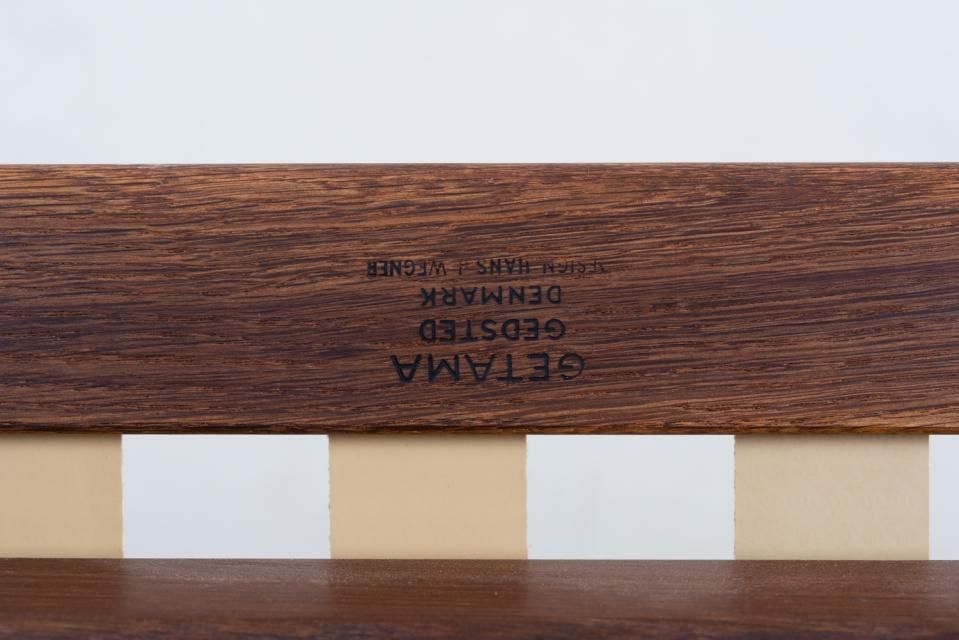 GETAMA
GEDSTED
DENMARK
DESIGN HANS J. WEGNER